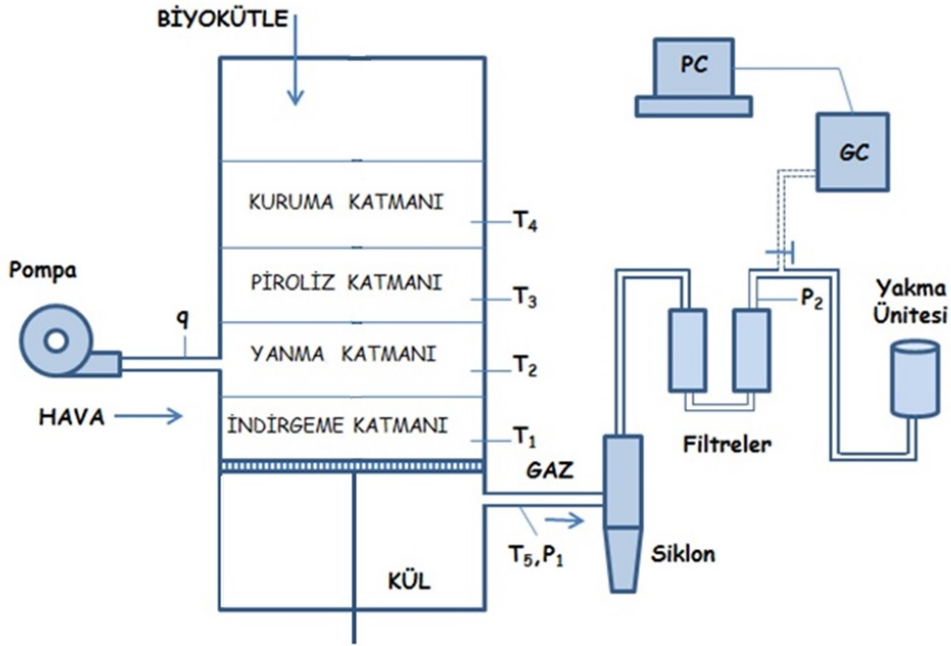 BİYOKÜTLE
PC
GC
KURUMA KATMANI
T4
Pompa
PİROLİZ KATMANI
T3
P2
Yakma
Ünitesi
q
YANMA KATMANI
T2
HAVA
İNDİRGEME KATMANI
T1
Filtreler
GAZ
T5,P1
Siklon
KÜL